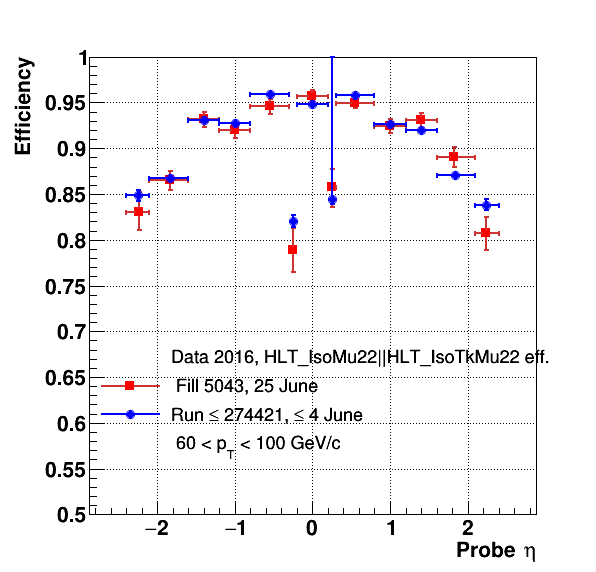 Efficiency
1
0.95
0.9
0.85
0.8
0.75
0.7
0.65
0.6
0.55
0.5
Data 2016, HLT_IsoMu22||HLT_IsoTkMu22 eff.
Fill 5043, 25 June
Run ≤ 274421, ≤ 4 June
60 < p_T < 100 GeV/c
−2 −1 0 1 2
Probe η